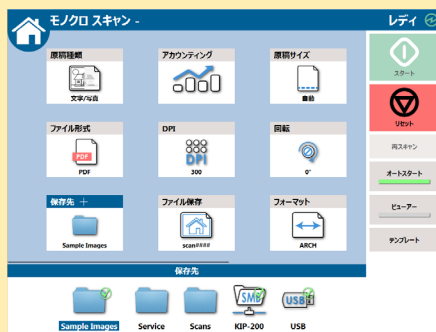 モノクロ スキャン -
レディ
原稿種類
文字/写真
アカウンティング
原稿サイズ
自動
スタート
ファイル形式
PDF
PDF
DPI
DPI
300
回転
0°
リセット
再スキャン
オートスタート
保存先 +
Sample Images
ファイル保存
scan####
フォーマット
ARCH
ビューアー
テンプレート
保存先
Sample Images
Service
Scans
SMB
KIP-200
USB
USB